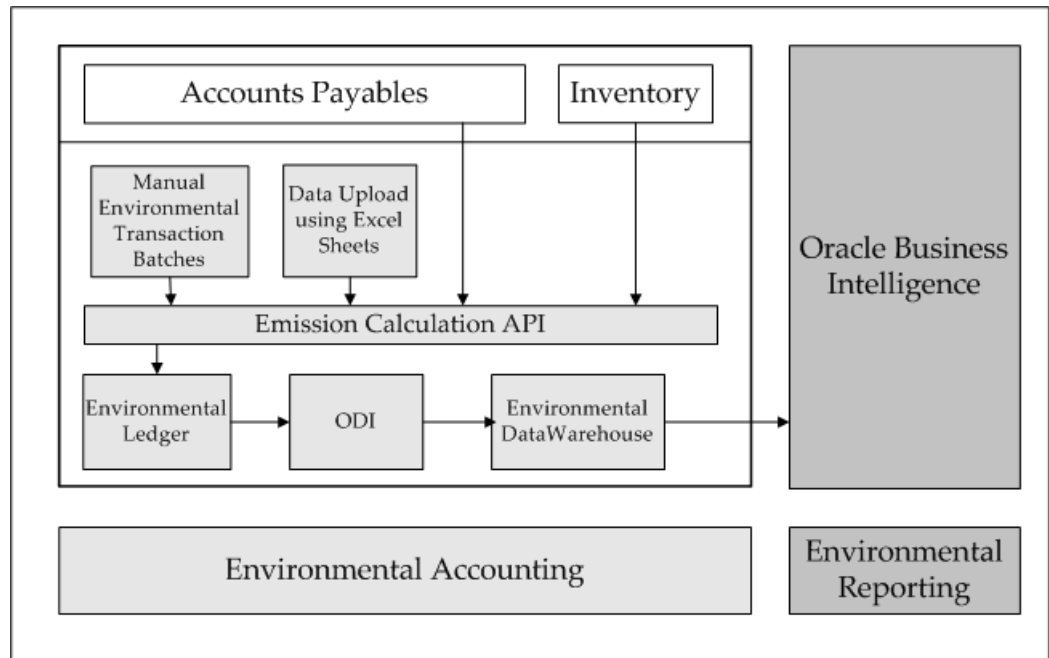 Accounts Payables
Inventory
Manual
Environmental
Transaction
Batches
Data Upload
using Excel
Sheets
Emission Calculation API
Environmental
Ledger
ODI
Environmental
DataWarehouse
Oracle Business
Intelligence
Environmental Accounting
Environmental
Reporting